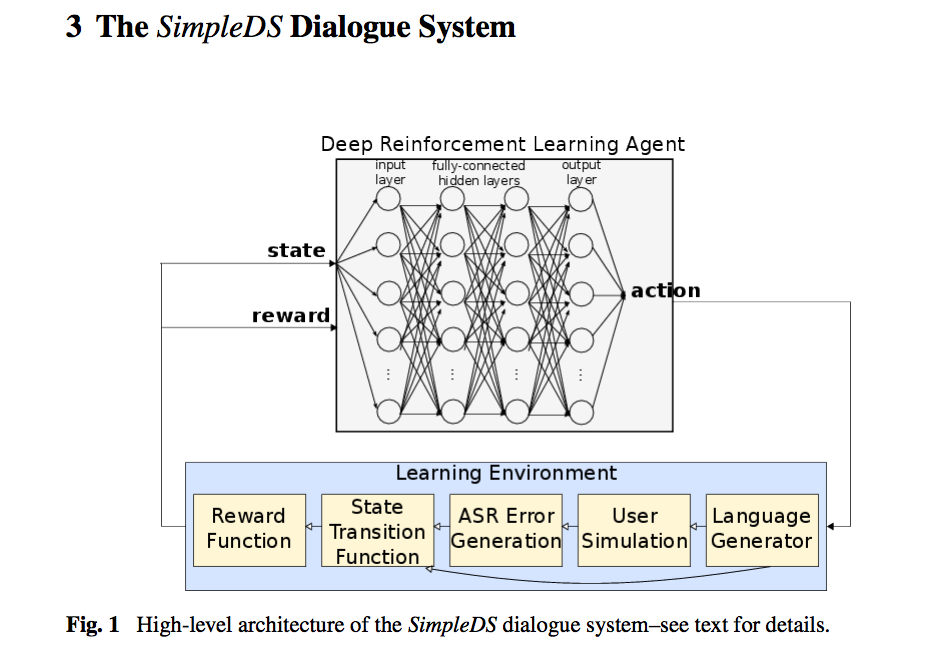 3 The SimpleDS Dialogue System
Deep Reinforcement Learning Agent
input layer
fully-connected hidden layers
output layer
state
reward
action
Learning Environment
Reward Function
State Transition Function
ASR Error Generation
User Simulation
Language Generator
Fig. 1 High-level architecture of the SimpleDS dialogue system–see text for details.